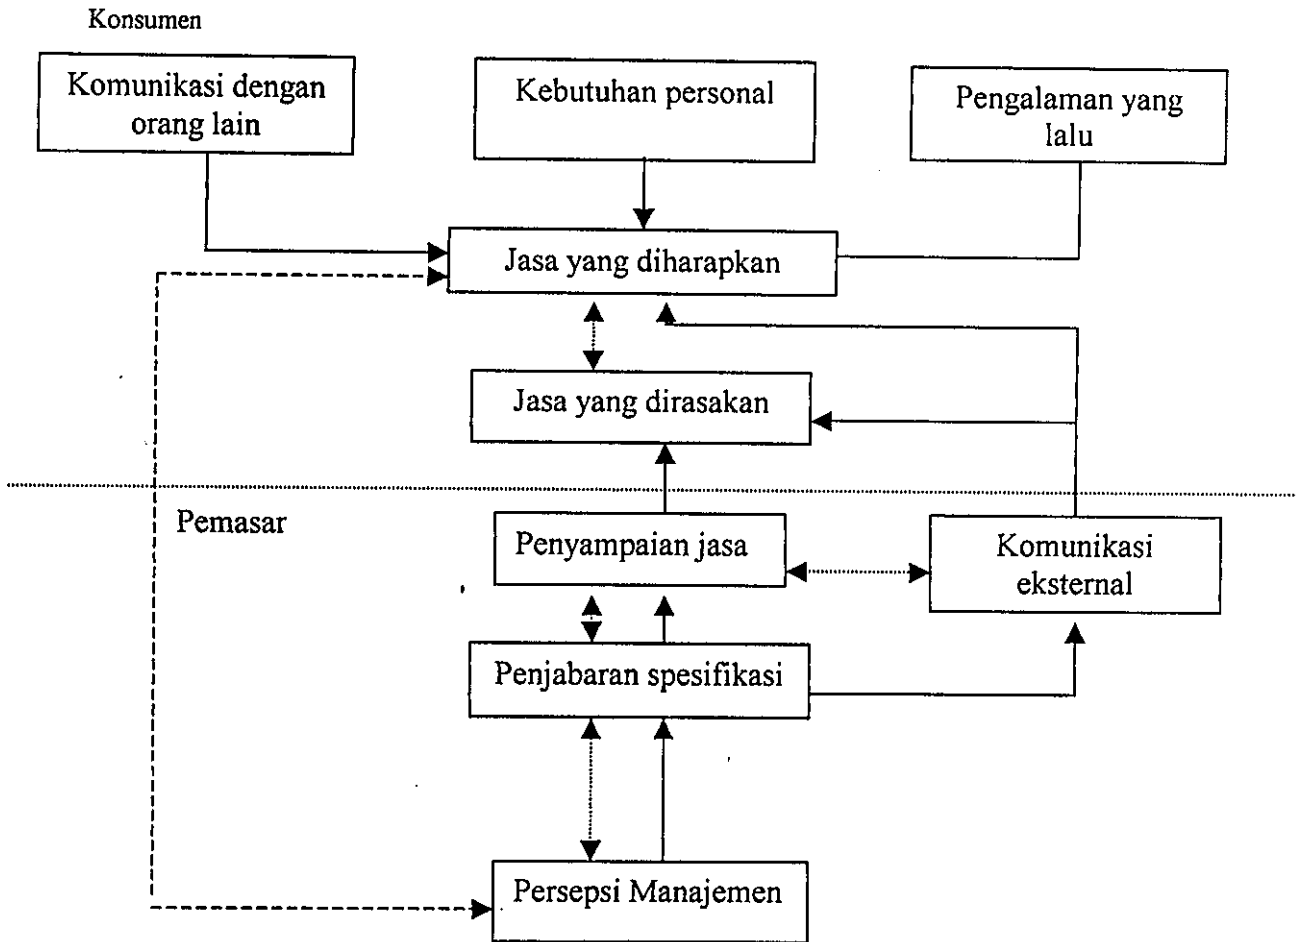 Konsumen
Komunikasi dengan
orang lain
Kebutuhan personal
Pengalaman yang
lalu
Jasa yang diharapkan
Jasa yang dirasakan
Pemasar
Penyampaian jasa
Komunikasi
eksternal
Penjabaran spesifikasi
Persepsi Manajemen